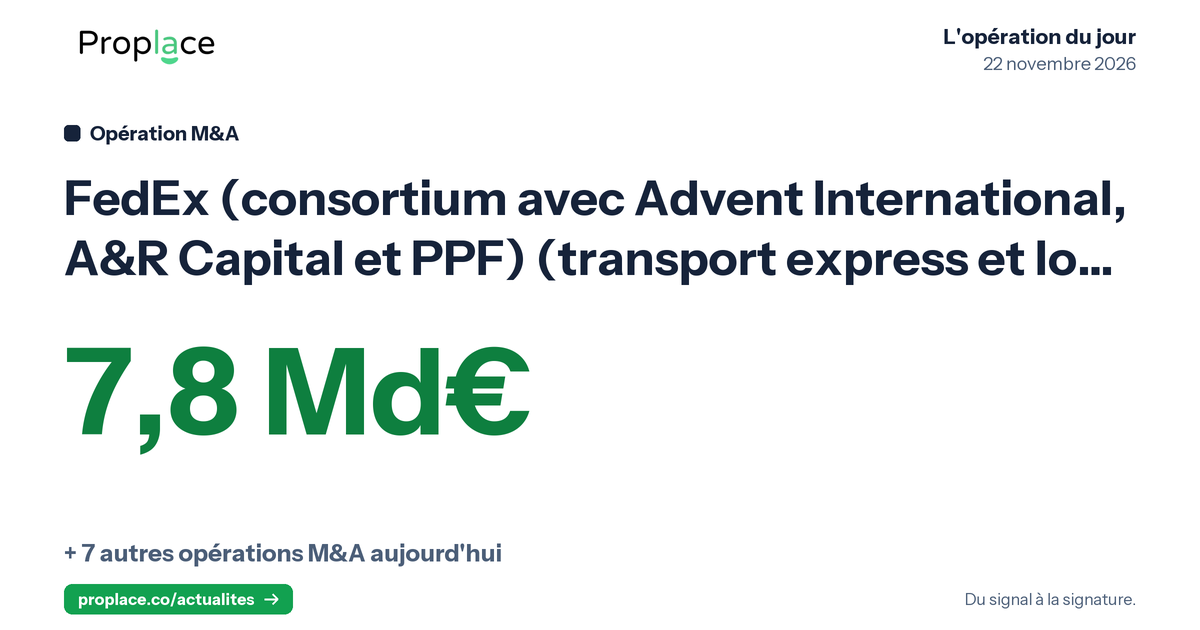 Proplace
L'opération du jour
22 novembre 2026
Opération M&A
FedEx (consortium avec Advent International,
A&R Capital et PPF) (transport express et lo...
7,8 Md€
+ 7 autres opérations M&A aujourd'hui
proplace.co/actualites →
Du signal à la signature.